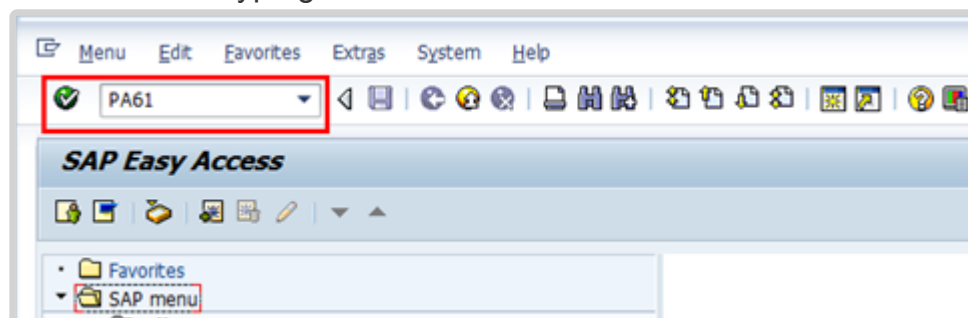 Menu Edit Favorites Extras System Help
PA61
SAP Easy Access
Favorites
SAP menu